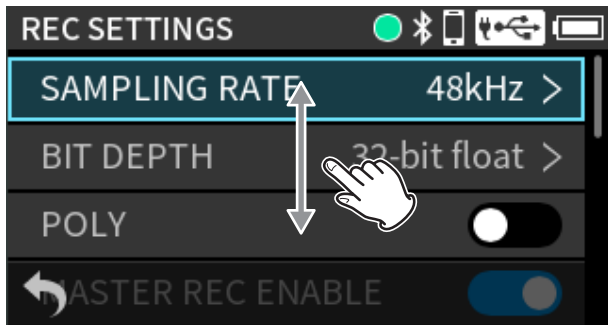 REC SETTINGS
SAMPLING RATE 48kHz >
BIT DEPTH 32-bit float >
POLY
MASTER REC ENABLE